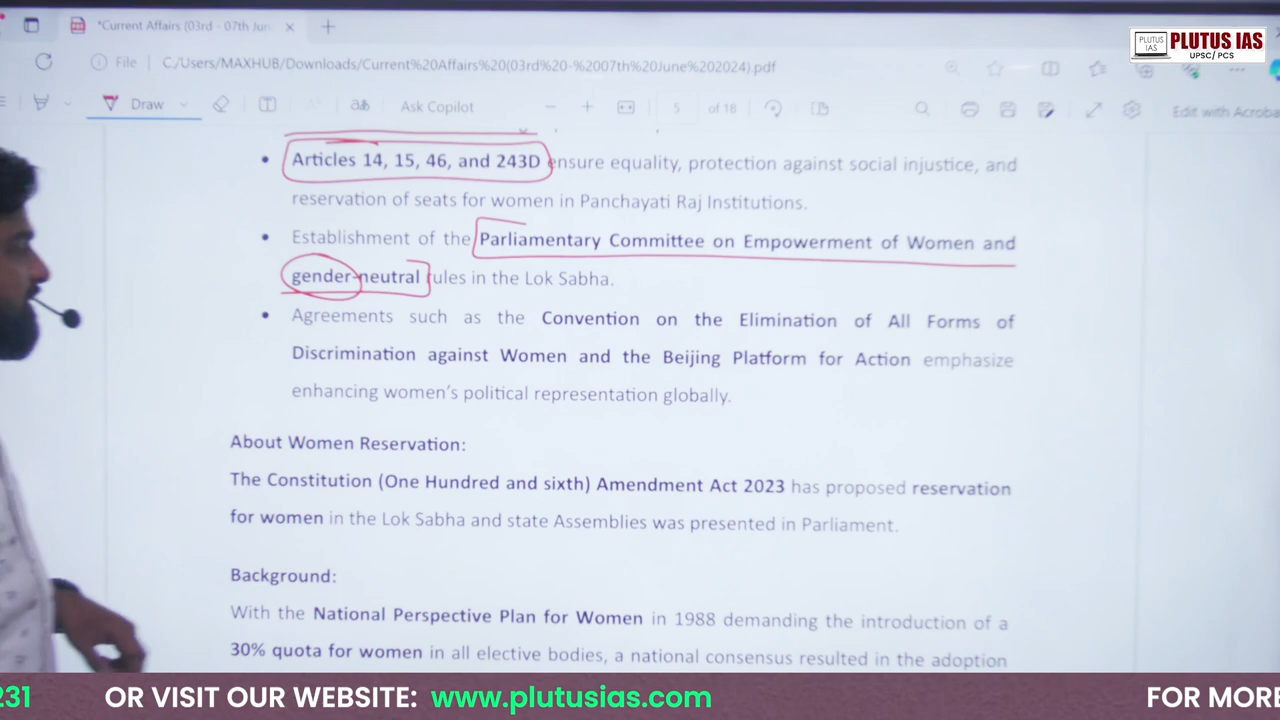 *Current Affairs (03rd - 07th Jun
PLUTUS IAS
PLUTUS IAS
UPSC/ PCS
File
C:/Users/MAXHUB/Downloads/Current%20 %20-%2007th%20June%202024).pdf
Draw
Ask Copilot
5 of 18
Edit with Acroba
Articles 14, 15, 46, and 243D ensure equality, protection against social injustice, and
reservation of seats for women in Panchayati Raj Institutions.
Establishment of the Parliamentary Committee on Empowerment of Women and
gender-neutral rules in the Lok Sabha.
Agreements such as the Convention on the Elimination of All Forms of
Discrimination against Women and the Beijing Platform for Action emphasize
enhancing women's political representation globally.
About Women Reservation:
The Constitution (One Hundred and sixth) Amendment Act 2023 has proposed reservation
for women in the Lok Sabha and state Assemblies was presented in Parliament.
Background:
With the National Perspective Plan for Women in 1988 demanding the introduction of a
30% quota for women in all elective bodies, a national consensus resulted in the adoption
231 OR VISIT OUR WEBSITE: www.plutusias.com FOR MORE